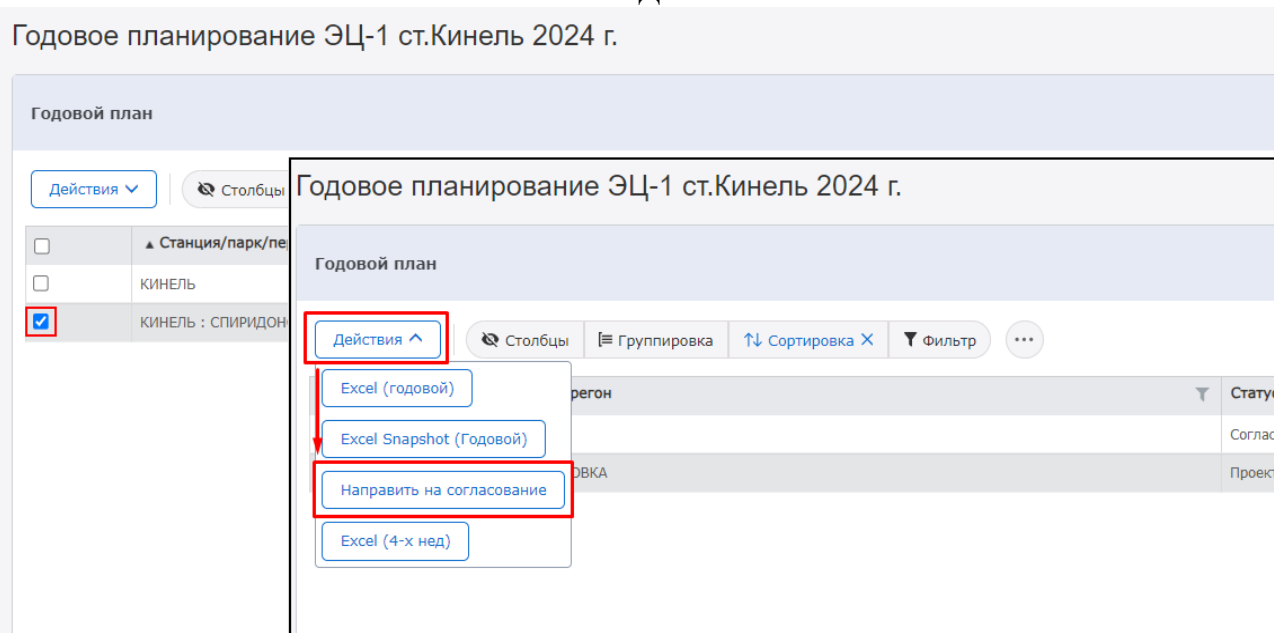 Годовое планирование ЭЦ-1 ст.Кинель 2024 г.
Годовой план
Действия
Столбцы
Станция/парк/пе
КИНЕЛЬ
КИНЕЛЬ : СПИРИДОН
Годовое планирование ЭЦ-1 ст.Кинель 2024 г.
Годовой план
Действия Столбцы Группировка Сортировка Фильтр ...
регон Стату
Excel (годовой)
Соглас
Excel Snapshot (Годовой)
ОВКА Проект
Направить на согласование
Excel (4-х нед)